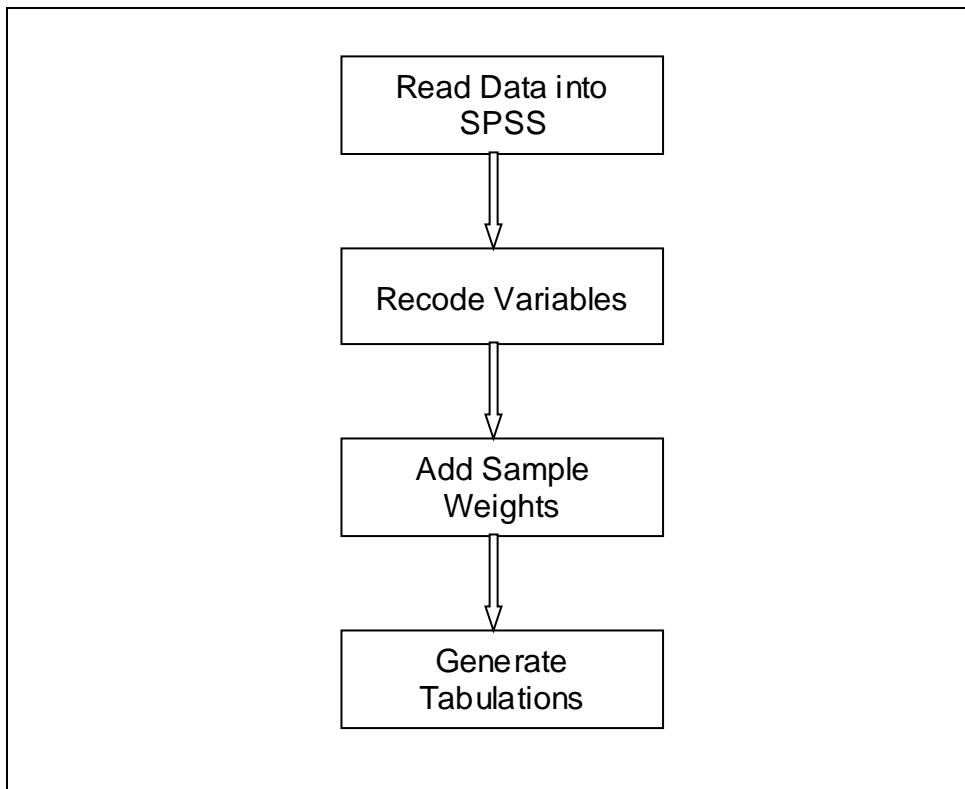 Read Data into
SPSS
Recode Variables
Add Sample
Weights
Generate
Tabulations